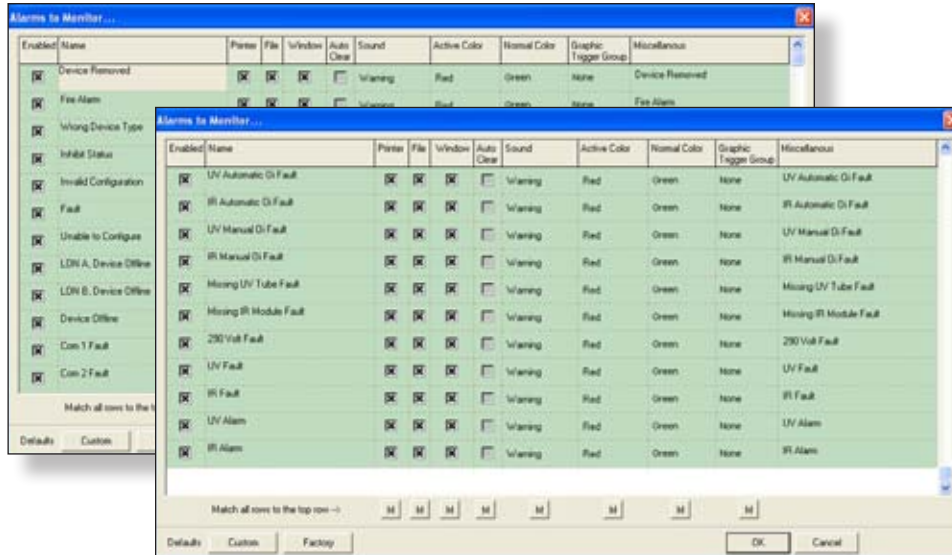 Alarms to Monitor...
Enabled Name Printer File Window Auto Clear Sound Active Color Normal Color Graphic Trigger Group Miscellanous
Device Removed Warning Red Green None Device Removed
Fire Alarm Warning Red Green None Fire Alarm
Wrong Device Type
Inhibit Status
Invalid Configuration
Fault
Unable to Configure
LON A, Device Offline
LON B, Device Offline
Device Offline
Com 1 Fault
Com 2 Fault
Match all rows to the t
Defaults Custom
Alarms to Monitor...
Enabled Name Printer File Window Auto Clear Sound Active Color Normal Color Graphic Trigger Group Miscellanous
UV Automatic Oi Fault Warning Red Green None UV Automatic Oi Fault
IR Automatic Oi Fault Warning Red Green None IR Automatic Oi Fault
UV Manual Oi Fault Warning Red Green None UV Manual Oi Fault
IR Manual Oi Fault Warning Red Green None IR Manual Oi Fault
Missing UV Tube Fault Warning Red Green None Missing UV Tube Fault
Missing IR Module Fault Warning Red Green None Missing IR Module Fault
290 Volt Fault Warning Red Green None 290 Volt Fault
UV Fault Warning Red Green None UV Fault
IR Fault Warning Red Green None IR Fault
UV Alarm Warning Red Green None UV Alarm
IR Alarm Warning Red Green None IR Alarm
Match all rows to the top row --> M M M M M M M M
Defaults Custom Factory OK Cancel